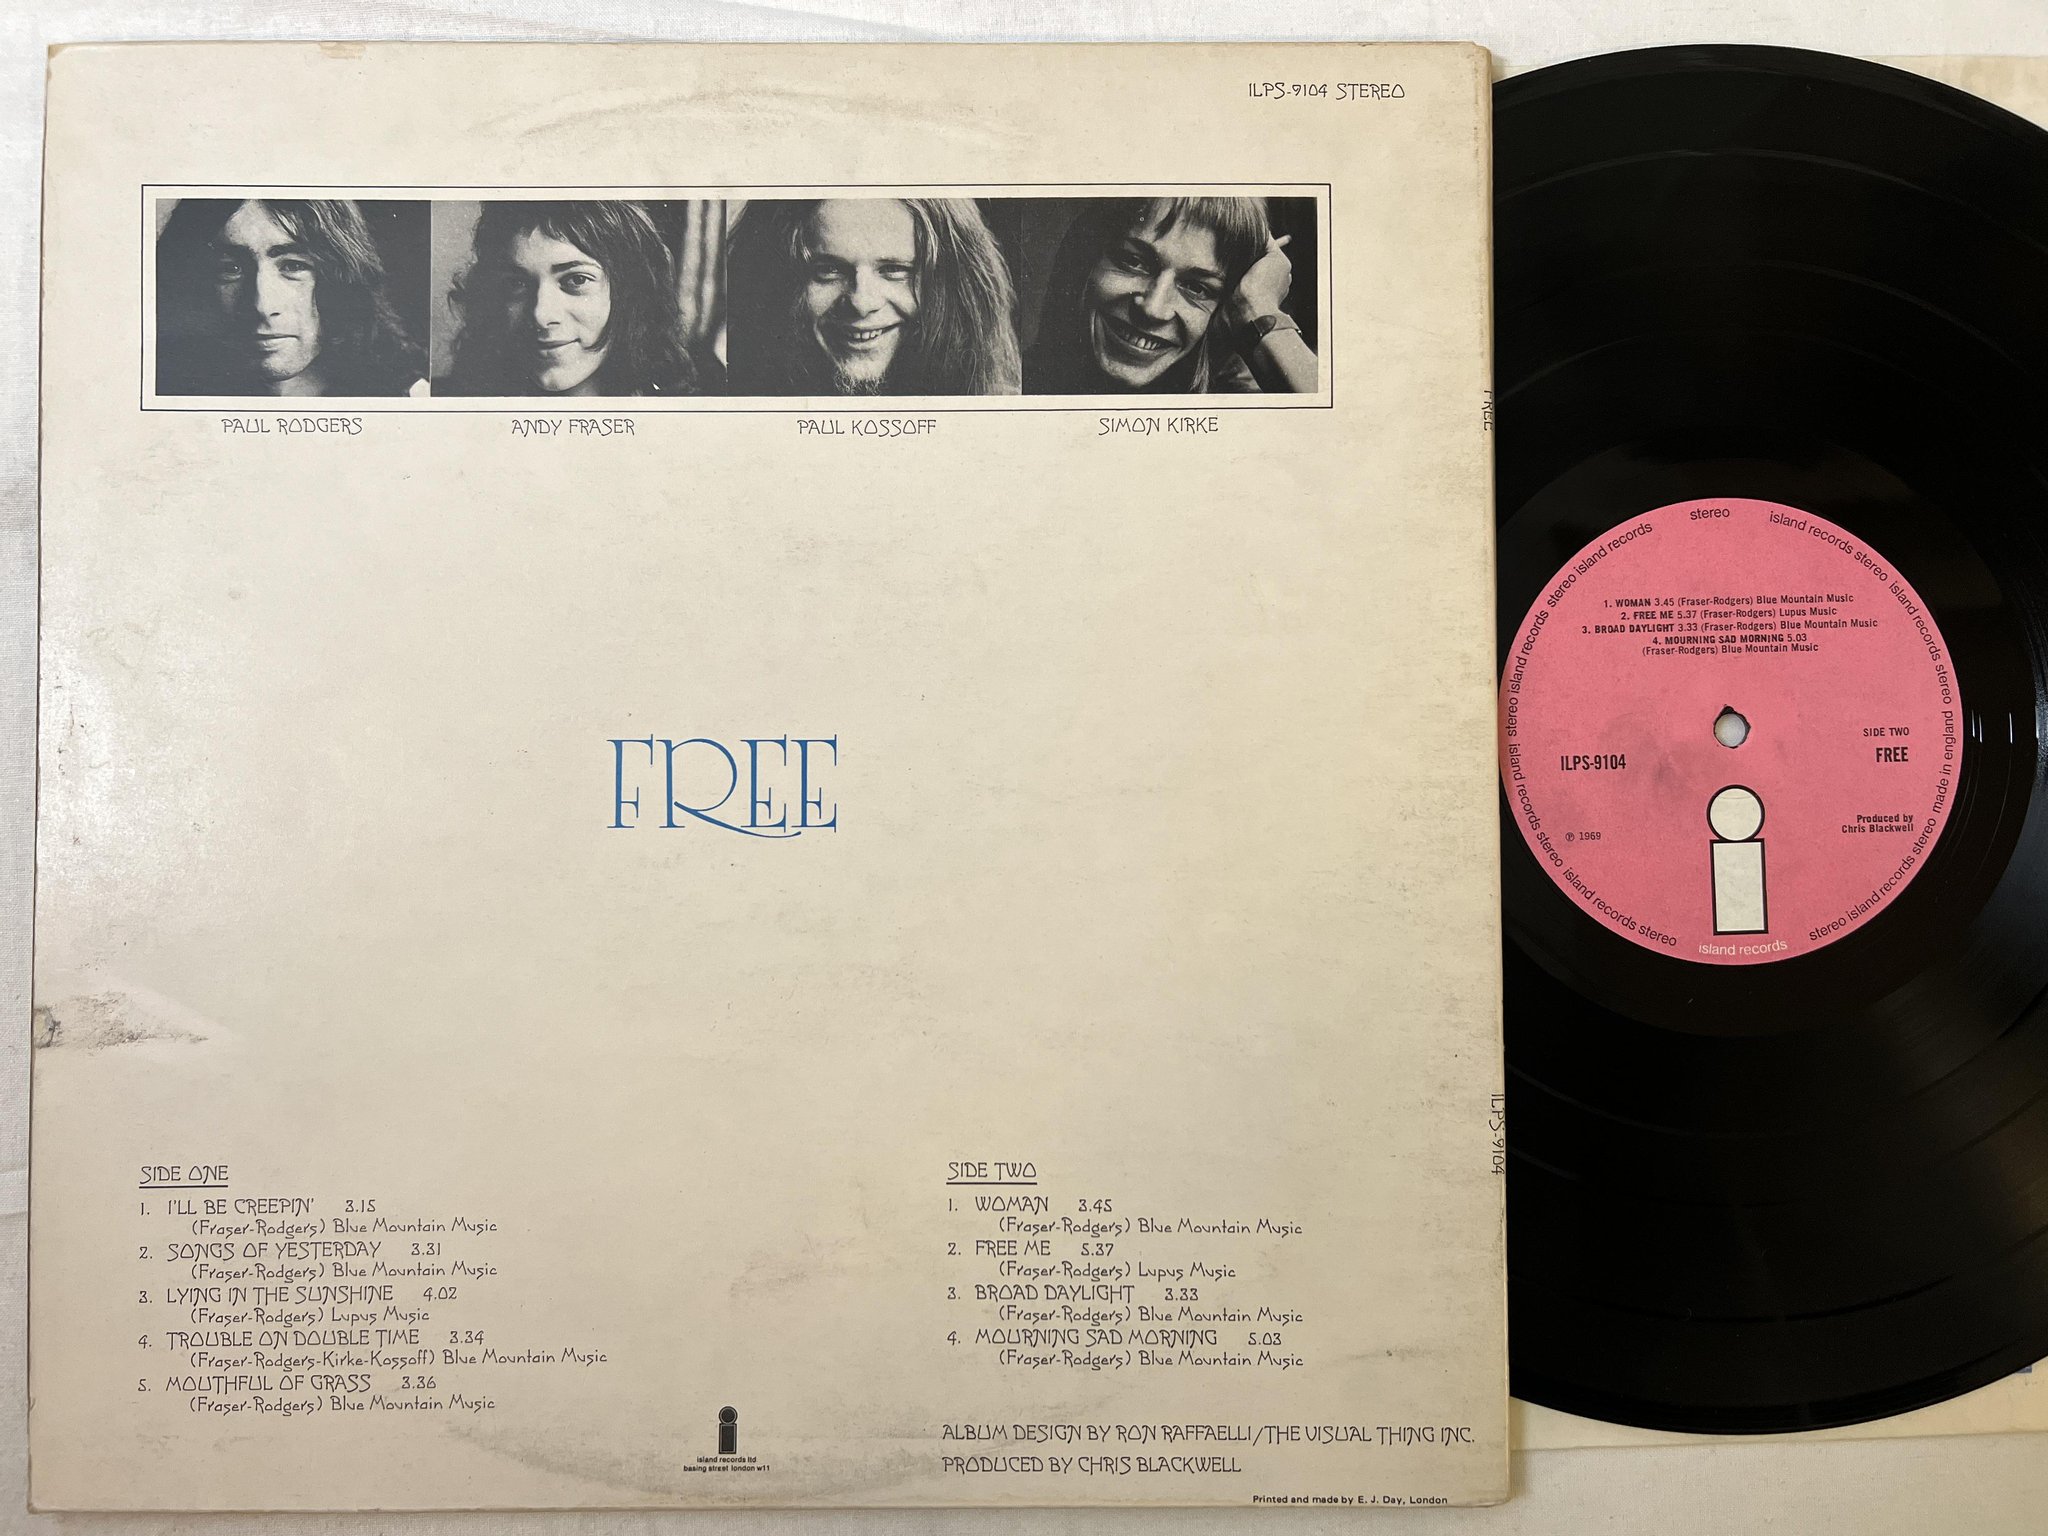 ILPS-9104 STEREO
PAUL RODGERS
ANDY FRASER
PAUL KOSSOFF
SIMON KIRKE
FREE
SIDE ONE
1. I'LL BE CREEPIN' 3.15
(Fraser-Rodgers) Blue Mountain Music
2. SONGS OF YESTERDAY 3.31
(Fraser-Rodgers) Blue Mountain Music
3. LYING IN THE SUNSHINE 4.02
(Fraser-Rodgers) Lupus Music
4. TROUBLE ON DOUBLE TIME 3.34
(Fraser-Rodgers-Kirke-Kossoff) Blue Mountain Music
5. MOUTHFUL OF GRASS 3.36
(Fraser-Rodgers) Blue Mountain Music
SIDE TWO
1. WOMAN 3.45
(Fraser-Rodgers) Blue Mountain Music
2. FREE ME 5.37
(Fraser-Rodgers) Lupus Music
3. BROAD DAYLIGHT 3.33
(Fraser-Rodgers) Blue Mountain Music
4. MOURNING SAD MORNING 5.03
(Fraser-Rodgers) Blue Mountain Music
island records ltd
basing street london w11
ALBUM DESIGN BY RON RAFFAELLI/THE VISUAL THING INC.
PRODUCED BY CHRIS BLACKWELL
Printed and made by E. J. Day, London
FREE
ILPS-9104
stereo island records stereo island records stereo island records stereo made in england
island records stereo island records stereo island records stereo island records stereo
stereo island records stereo
island records
1. WOMAN 3.45 (Fraser-Rodgers) Blue Mountain Music
2. FREE ME 5.37 (Fraser-Rodgers) Lupus Music
3. BROAD DAYLIGHT 3.33 (Fraser-Rodgers) Blue Mountain Music
4. MOURNING SAD MORNING 5.03
(Fraser-Rodgers) Blue Mountain Music
SIDE TWO
ILPS-9104
FREE
℗ 1969
Produced by
Chris Blackwell